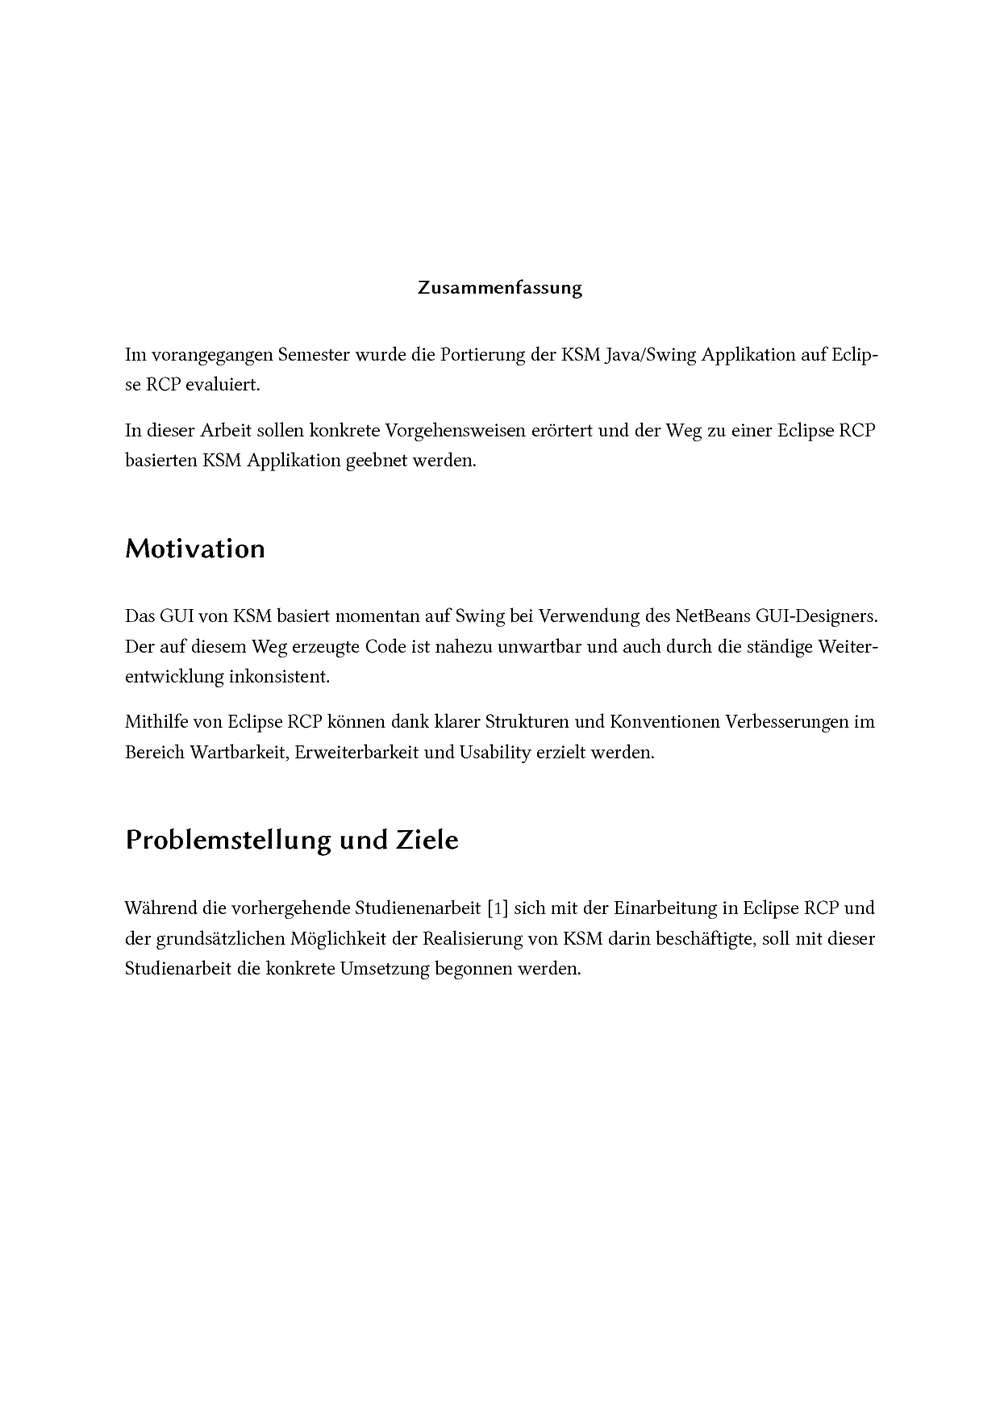 Zusammenfassung
Im vorangegangen Semester wurde die Portierung der KSM Java/Swing Applikation auf Eclip-
se RCP evaluiert.
In dieser Arbeit sollen konkrete Vorgehensweisen erörtert und der Weg zu einer Eclipse RCP
basierten KSM Applikation geebnet werden.
Motivation
Das GUI von KSM basiert momentan auf Swing bei Verwendung des NetBeans GUI-Designers.
Der auf diesem Weg erzeugte Code ist nahezu unwartbar und auch durch die ständige Weiter-
entwicklung inkonsistent.
Mithilfe von Eclipse RCP können dank klarer Strukturen und Konventionen Verbesserungen im
Bereich Wartbarkeit, Erweiterbarkeit und Usability erzielt werden.
Problemstellung und Ziele
Während die vorhergehende Studienenarbeit [1] sich mit der Einarbeitung in Eclipse RCP und
der grundsätzlichen Möglichkeit der Realisierung von KSM darin beschäftigte, soll mit dieser
Studienarbeit die konkrete Umsetzung begonnen werden.